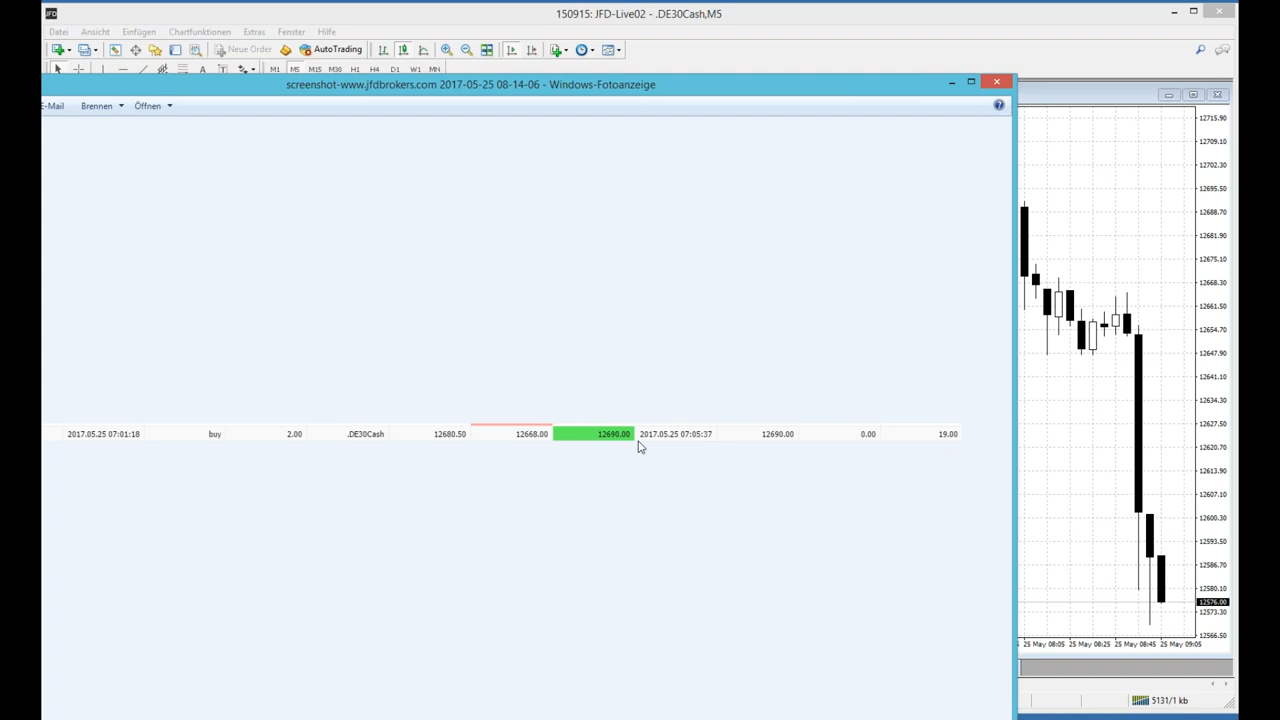 150915: JFD-Live02 - .DE30Cash,M5
Datei Ansicht Einfügen Chartfunktionen Extras Fenster Hilfe
New Order AutoTrading
A T M1 M5 M15 M30 H1 H4 D1 W1 MN
screenshot-www.jfdbrokers.com 2017-05-25 08-14-06 - Windows-Fotoanzeige
E-Mail Brennen Öffnen
12715.90
12709.10
12702.30
12695.50
12688.70
12681.90
12675.10
12668.30
12661.50
12654.70
12647.90
12641.10
12634.30
12627.50
2017.05.25 07:01:18 buy 2.00 .DE30Cash 12680.50 12668.00 12690.00 2017.05.25 07:05:37 12690.00 0.00 19.00
12620.70
12613.90
12607.10
12600.30
12593.50
12586.70
12580.10
12576.00
12573.30
12566.50
25 May 08:05 25 May 08:25 25 May 08:45 25 May 09:05
5131/1 kb